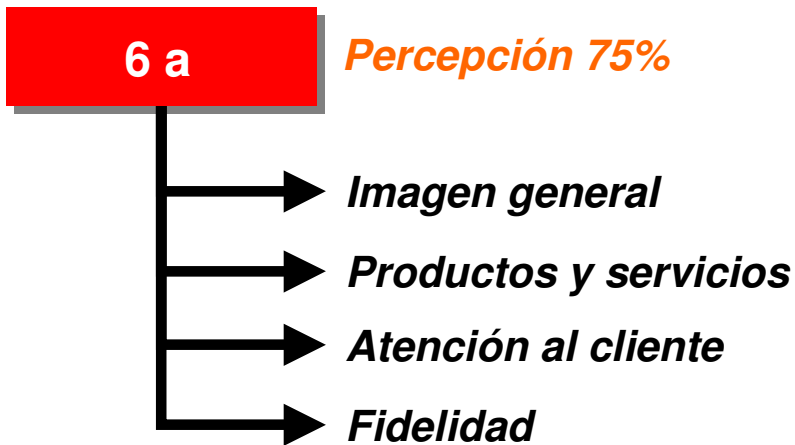 6 a
Percepción 75%
Imagen general
Productos y servicios
Atención al cliente
Fidelidad